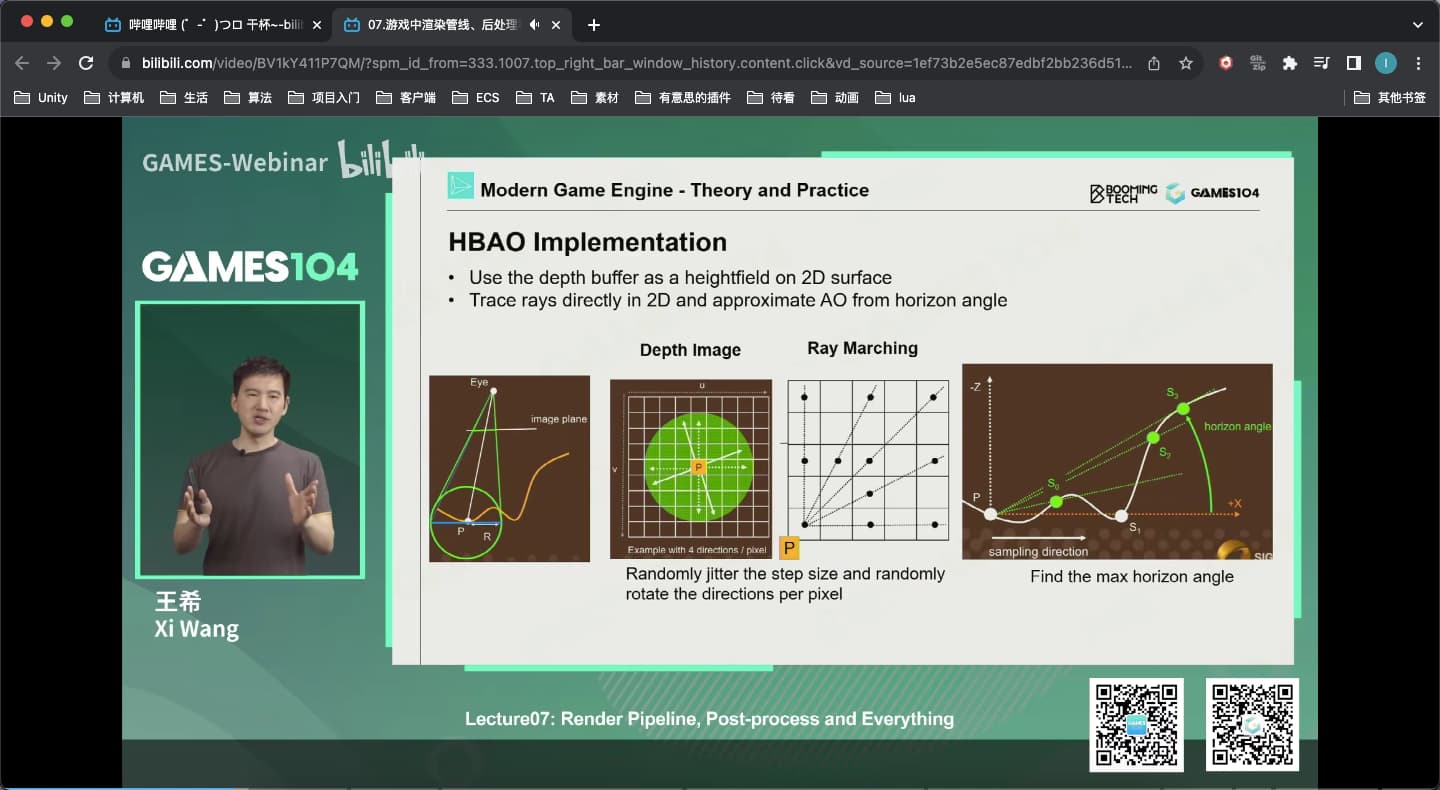 哔哩哔哩 (゜-゜)つロ 干杯~-bili
07.游戏中渲染管线、后处理
bilibili.com/video/BV1kY411P7QM/?spm_id_from=333.1007.top_right_bar_window_history.content.click&vd_source=1ef73b2e5ec87edbf2bb236d51...
Unity 计算机 生活 算法 项目入门 客户端 ECS TA 素材 有意思的插件 待看 动画 lua 其他书签
GAMES-Webinar bilibili
Modern Game Engine - Theory and Practice
BOOMING TECH
GAMES104
GAMES104
HBAO Implementation
• Use the depth buffer as a heightfield on 2D surface
• Trace rays directly in 2D and approximate AO from horizon angle
Depth Image
Ray Marching
Eye
image plane
P
R
u
v
P
Example with 4 directions / pixel
P
-Z
S3
horizon angle
S2
S0
P
+X
S1
sampling direction
SIG
Randomly jitter the step size and randomly
rotate the directions per pixel
Find the max horizon angle
王希
Xi Wang
Lecture07: Render Pipeline, Post-process and Everything